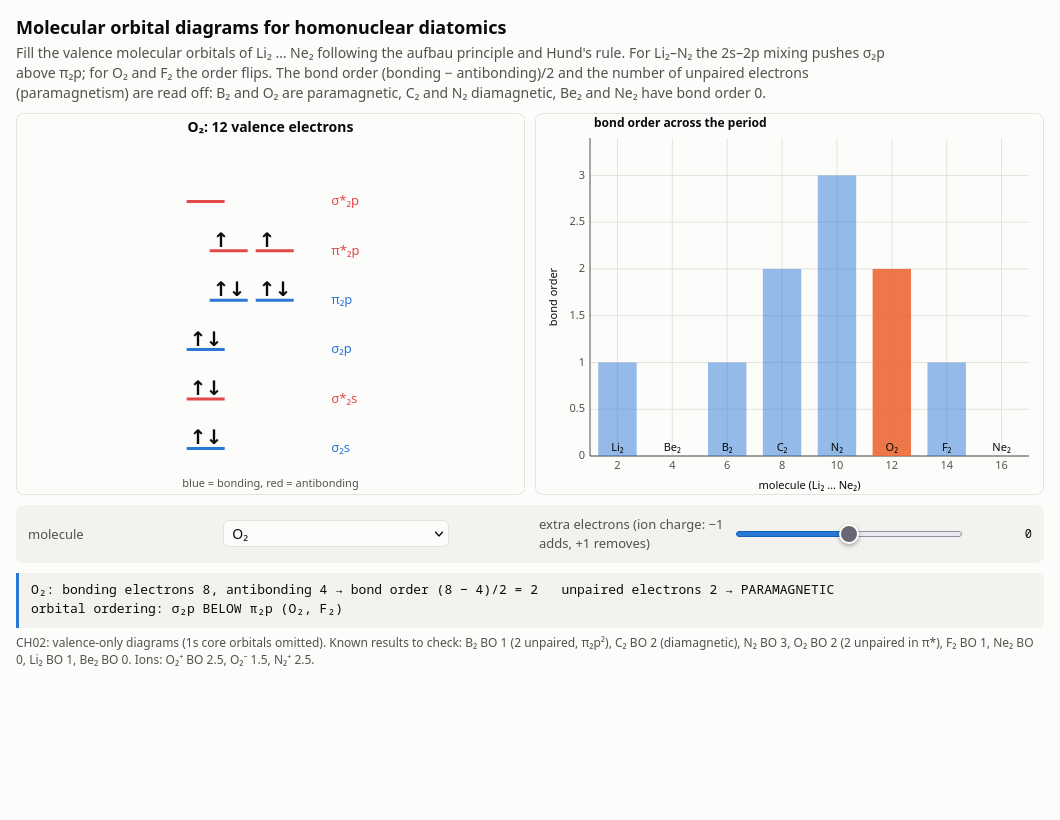 Molecular orbital diagrams for homonuclear diatomics
Fill the valence molecular orbitals of Li₂ … Ne₂ following the aufbau principle and Hund's rule. For Li₂–N₂ the 2s–2p mixing pushes σ₂p
above π₂p; for O₂ and F₂ the order flips. The bond order (bonding − antibonding)/2 and the number of unpaired electrons
(paramagnetism) are read off: B₂ and O₂ are paramagnetic, C₂ and N₂ diamagnetic, Be₂ and Ne₂ have bond order 0.
O₂: 12 valence electrons
σ*₂p
↑ ↑ π*₂p
↑↓ ↑↓ π₂p
↑↓ σ₂p
↑↓ σ*₂s
↑↓ σ₂s
blue = bonding, red = antibonding
bond order across the period
bond order
3
2.5
2
1.5
1
0.5
0
Li₂ Be₂ B₂ C₂ N₂ O₂ F₂ Ne₂
2 4 6 8 10 12 14 16
molecule (Li₂ … Ne₂)
molecule
O₂
extra electrons (ion charge: −1
adds, +1 removes)
0
O₂: bonding electrons 8, antibonding 4 → bond order (8 − 4)/2 = 2 unpaired electrons 2 → PARAMAGNETIC
orbital ordering: σ₂p BELOW π₂p (O₂, F₂)
CH02: valence-only diagrams (1s core orbitals omitted). Known results to check: B₂ BO 1 (2 unpaired, π₂p²), C₂ BO 2 (diamagnetic), N₂ BO 3, O₂ BO 2 (2 unpaired in π*), F₂ BO 1, Ne₂ BO
0, Li₂ BO 1, Be₂ BO 0. Ions: O₂⁺ BO 2.5, O₂⁻ 1.5, N₂⁺ 2.5.